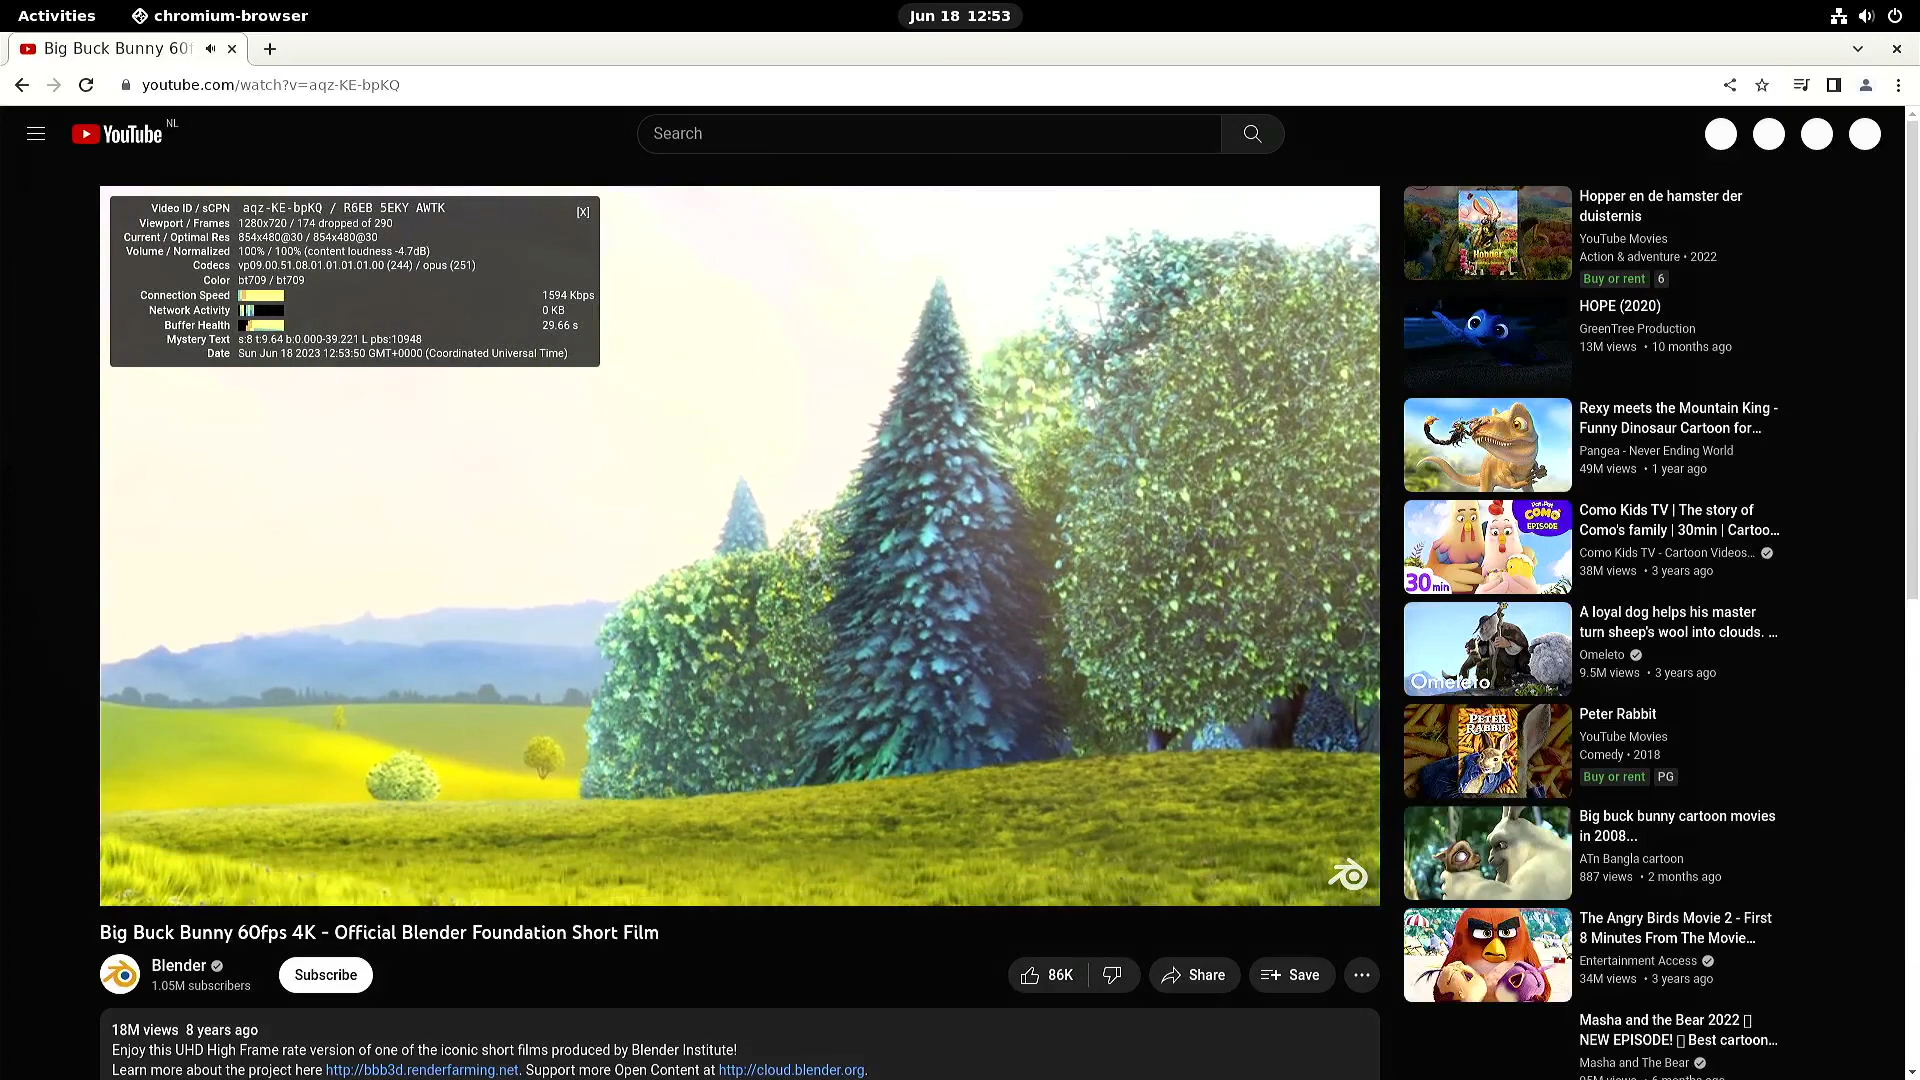 Activities
chromium-browser
Jun 18 12:53
Big Buck Bunny 60f
youtube.com/watch?v=aqz-KE-bpKQ
YouTube NL
Search
Video ID / sCPN aqz-KE-bpKQ / R6EB 5EKY AWTK [X]
Viewport / Frames 1280x720 / 174 dropped of 290
Current / Optimal Res 854x480@30 / 854x480@30
Volume / Normalized 100% / 100% (content loudness -4.7dB)
Codecs vp09.00.51.08.01.01.01.01.00 (244) / opus (251)
Color bt709 / bt709
Connection Speed 1594 Kbps
Network Activity 0 KB
Buffer Health 29.66 s
Mystery Text s:8 t:9.64 b:0.000-39.221 L pbs:10948
Date Sun Jun 18 2023 12:53:50 GMT+0000 (Coordinated Universal Time)
Big Buck Bunny 60fps 4K - Official Blender Foundation Short Film
Blender
1.05M subscribers
Subscribe
86K
Share
Save
18M views 8 years ago
Enjoy this UHD High Frame rate version of one of the iconic short films produced by Blender Institute!
Learn more about the project here http://bbb3d.renderfarming.net. Support more Open Content at http://cloud.blender.org.
Hopper
Hopper en de hamster der
duisternis
YouTube Movies
Action & adventure • 2022
Buy or rent 6
HOPE (2020)
GreenTree Production
13M views • 10 months ago
Rexy meets the Mountain King -
Funny Dinosaur Cartoon for...
Pangea - Never Ending World
49M views • 1 year ago
COMO
EPISODE
30min
Como Kids TV | The story of
Como's family | 30min | Cartoo...
Como Kids TV - Cartoon Videos...
38M views • 3 years ago
Omeleto
A loyal dog helps his master
turn sheep's wool into clouds. ...
Omeleto
9.5M views • 3 years ago
PETER
RABBIT
Peter Rabbit
YouTube Movies
Comedy • 2018
Buy or rent PG
Big buck bunny cartoon movies
in 2008...
ATn Bangla cartoon
887 views • 2 months ago
The Angry Birds Movie 2 - First
8 Minutes From The Movie...
Entertainment Access
34M views • 3 years ago
Masha and the Bear 2022
NEW EPISODE! Best cartoon...
Masha and The Bear